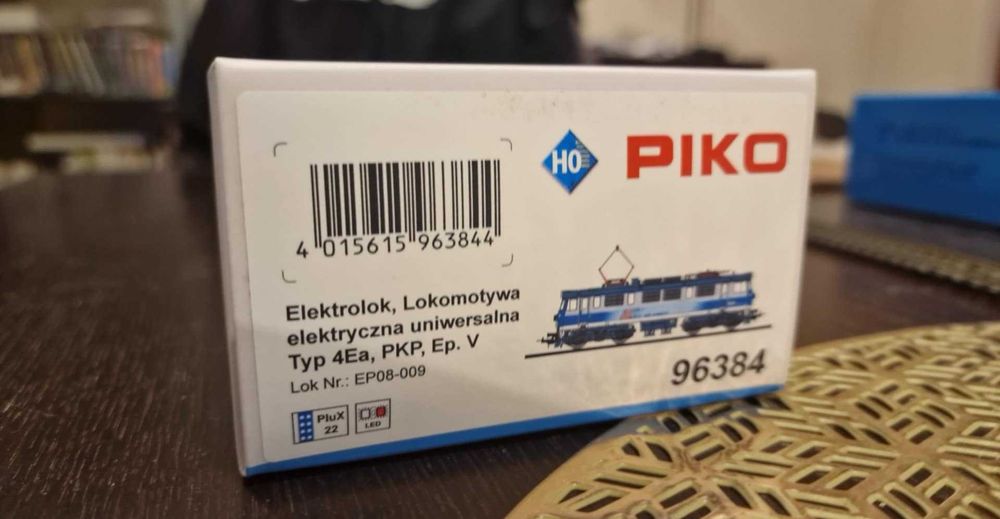 H0
PIKO
4 015615 963844
Elektrolok, Lokomotywa
elektryczna uniwersalna
Typ 4Ea, PKP, Ep. V
Lok Nr.: EP08-009
PluX
22
LED
96384